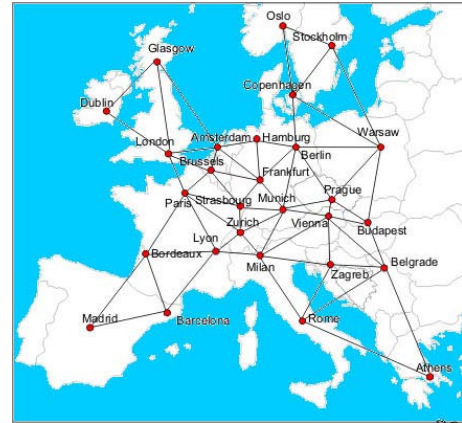 Oslo
Stockholm
Glasgow
Copenhagen
Dublin
Amsterdam
Hamburg
Warsaw
London
Berlin
Brussels
Frankfurt
Prague
Paris
Strasbourg
Munich
Vienna
Zurich
Budapest
Lyon
Bordeaux
Milan
Belgrade
Zagreb
Madrid
Barcelona
Rome
Athens